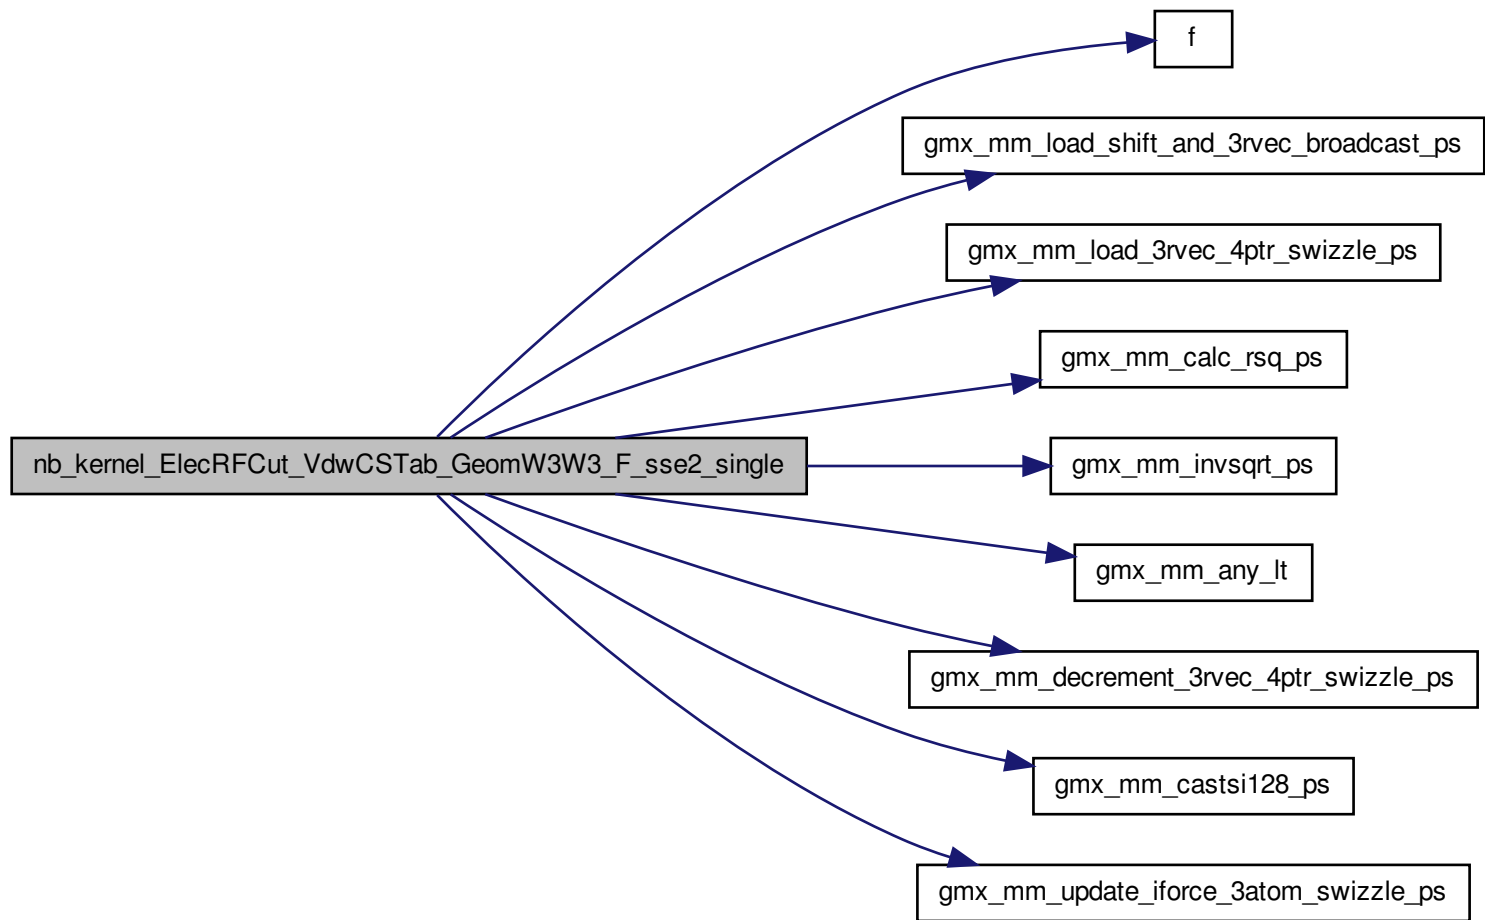 f
gmx_mm_load_shift_and_3rvec_broadcast_ps
gmx_mm_load_3rvec_4ptr_swizzle_ps
gmx_mm_calc_rsq_ps
nb_kernel_ElecRFCut_VdwCSTab_GeomW3W3_F_sse2_single
gmx_mm_invsqrt_ps
gmx_mm_any_lt
gmx_mm_decrement_3rvec_4ptr_swizzle_ps
gmx_mm_castsi128_ps
gmx_mm_update_iforce_3atom_swizzle_ps